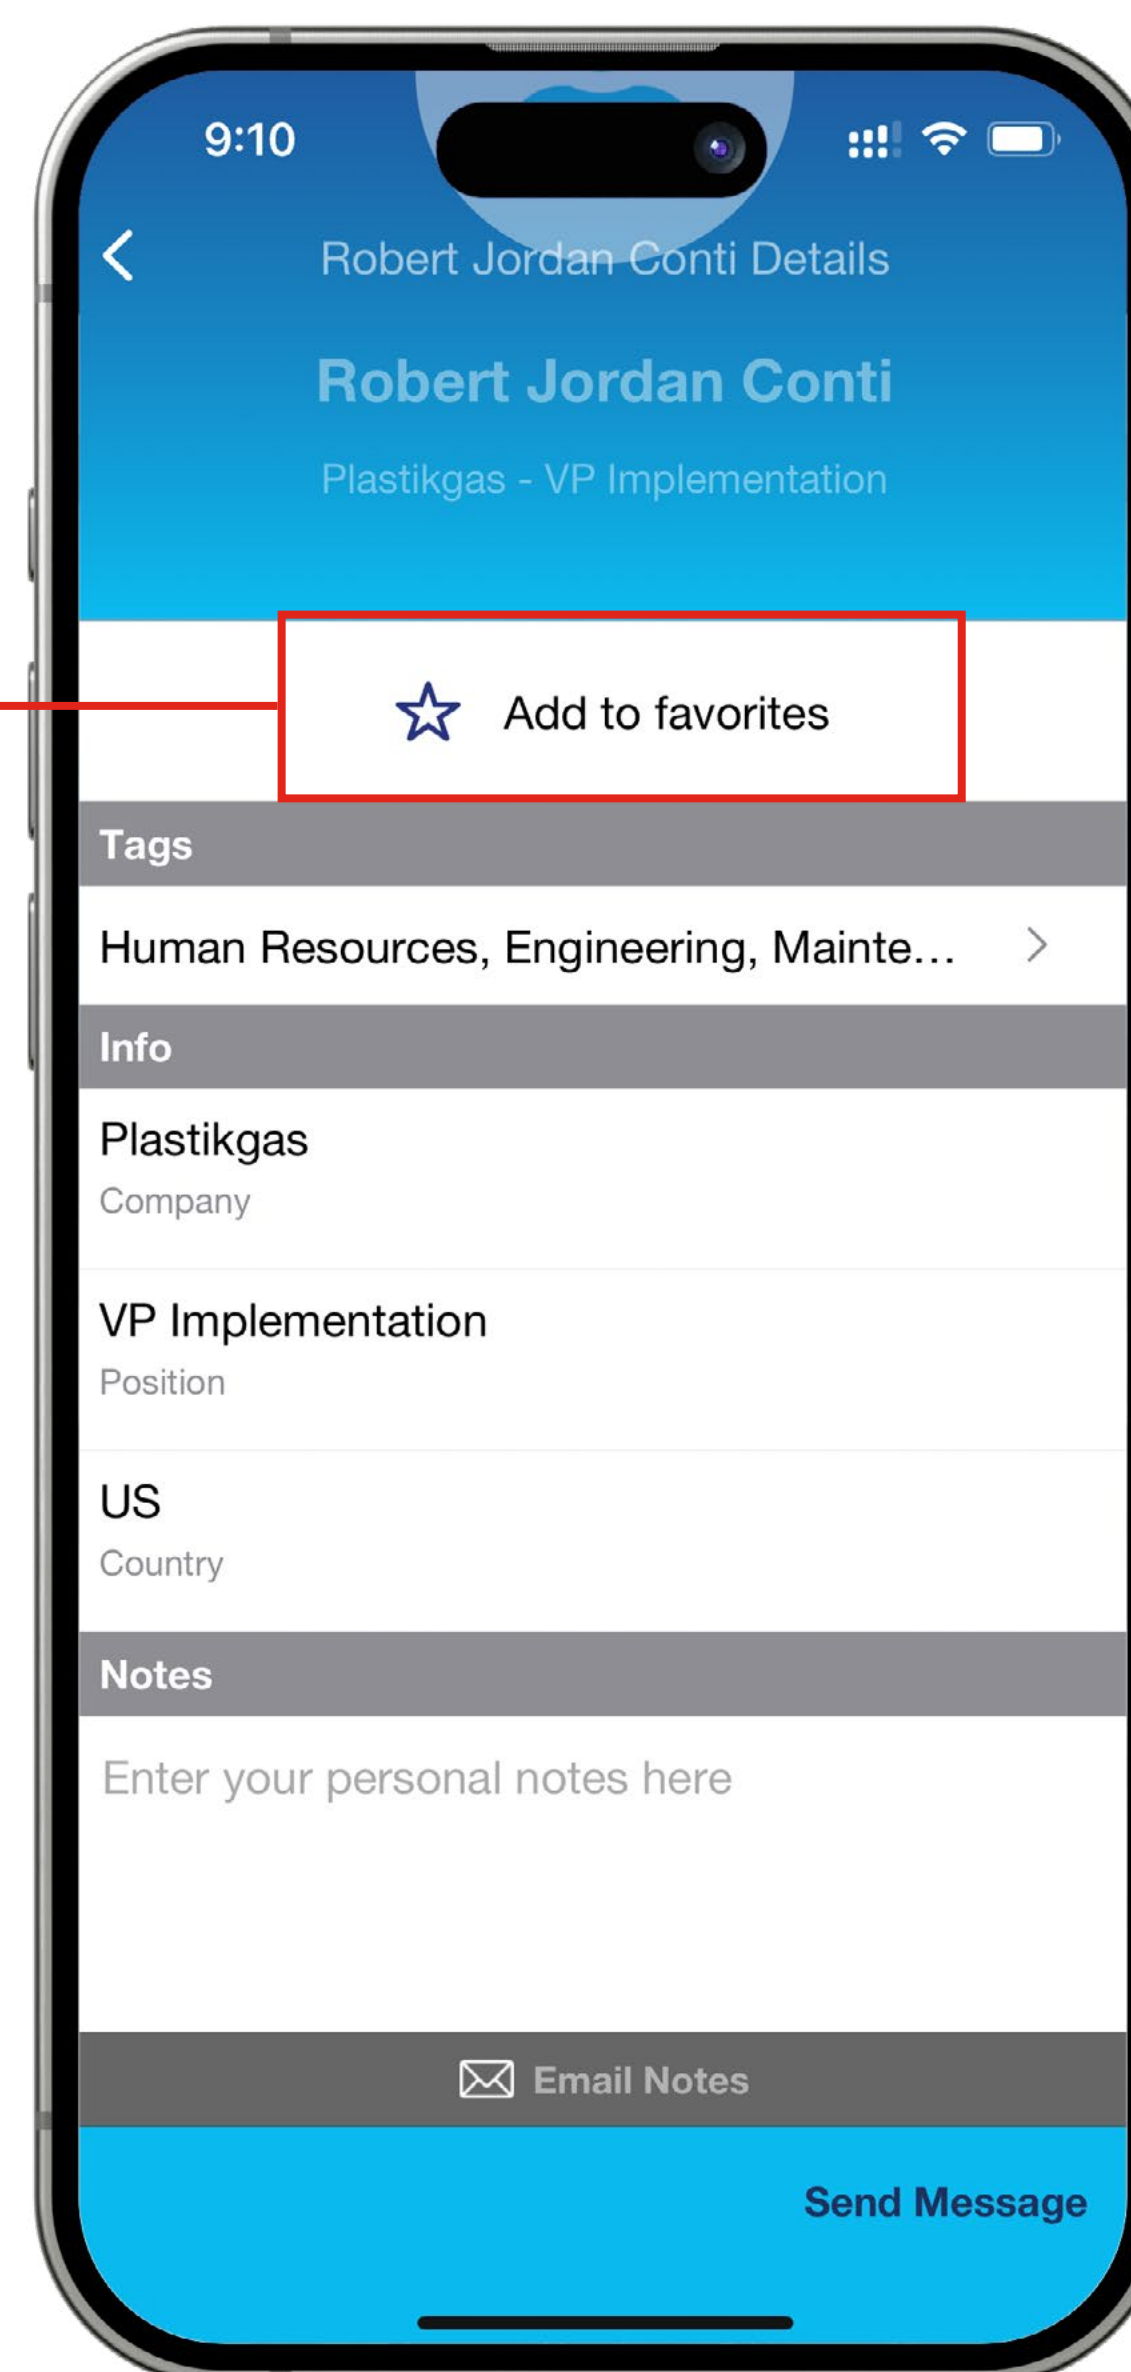 9:10
Robert Jordan Conti Details
Robert Jordan Conti
Plastikgas - VP Implementation
Add to favorites
Tags
Human Resources, Engineering, Mainte...
Info
Plastikgas
Company
VP Implementation
Position
US
Country
Notes
Enter your personal notes here
Email Notes
Send Message